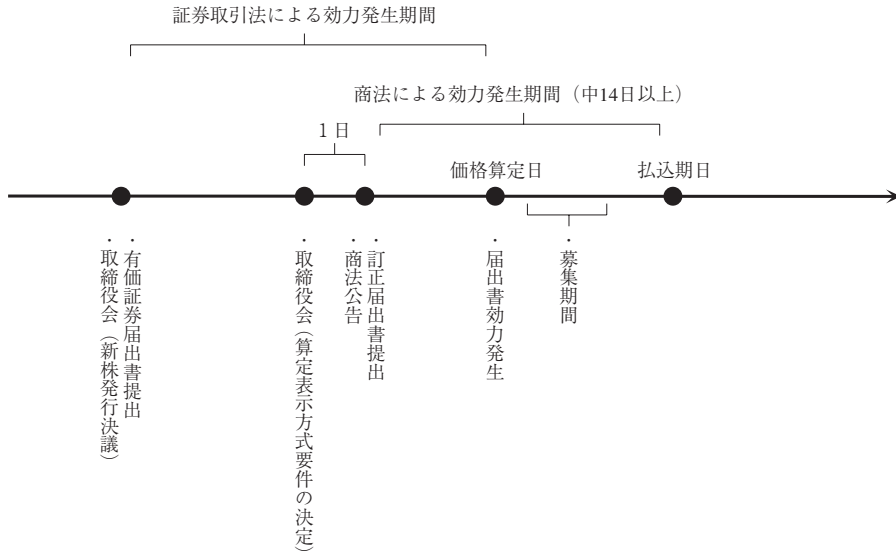 証券取引法による効力発生期間
商法による効力発生期間（中14日以上）
１日
価格算定日
払込期日
・有価証券届出書提出
・取締役会（新株発行決議）
・取締役会（算定表示方式要件の決定）
・訂正届出書提出
・商法公告
・届出書効力発生
・募集期間